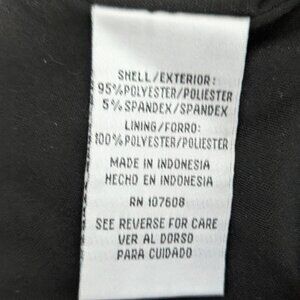 SHELL/EXTERIOR:
95%POLYESTER/POLIESTER
5%SPANDEX/SPANDEX
LINING/FORRO:
100%POLYESTER/POLIESTER
MADE IN INDONESIA
HECHO EN INDONESIA
RN 107608
SEE REVERSE FOR CARE
VER AL DORSO
PARA CUIDADO